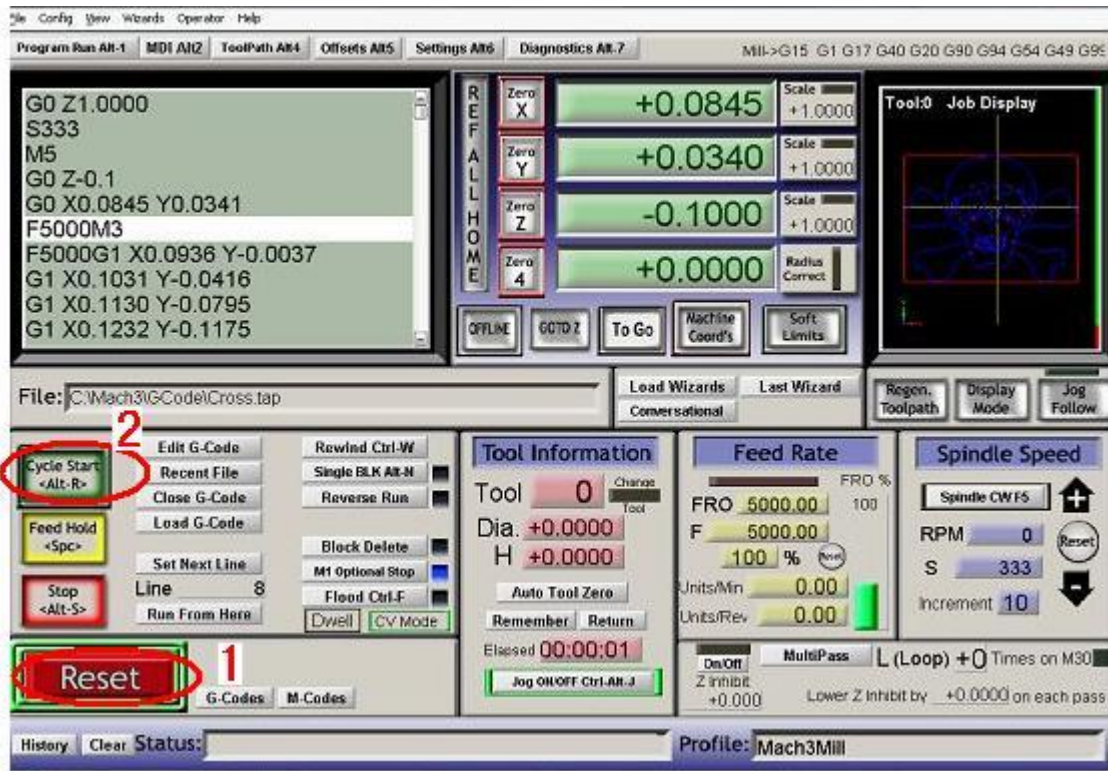 File Config View Wizards Operator Help
Program Run Alt-1 MDI Alt2 ToolPath Alt4 Offsets Alt5 Settings Alt6 Diagnostics Alt-7 Mill->G15 G1 G17 G40 G20 G90 G94 G54 G49 G99
G0 Z1.0000
S333
M5
G0 Z-0.1
G0 X0.0845 Y0.0341
F5000M3
F5000G1 X0.0936 Y-0.0037
G1 X0.1031 Y-0.0416
G1 X0.1130 Y-0.0795
G1 X0.1232 Y-0.1175
REF ALL HOME
Zero X +0.0845 Scale +1.0000
Zero Y +0.0340 Scale +1.0000
Zero Z -0.1000 Scale +1.0000
Zero 4 +0.0000 Radius Correct
OFFLINE GOTO Z To Go Machine Coord's Soft Limits
Tool:0 Job Display
File: C:\Mach3\GCode\Cross.tap
Load Wizards Last Wizard
Conversational
Regen. Toolpath Display Mode Jog Follow
2
Cycle Start <Alt-R>
Feed Hold <Spc>
Stop <Alt-S>
Edit G-Code
Recent File
Close G-Code
Load G-Code
Set Next Line
Line 8
Run From Here
Rewind Ctrl-W
Single BLK Alt-N
Reverse Run
Block Delete
M1 Optional Stop
Flood Ctrl-F
Dwell CV Mode
Reset
1
G-Codes M-Codes
Tool Information
Tool 0 Change Tool
Dia. +0.0000
H +0.0000
Auto Tool Zero
Remember Return
Elapsed 00:00:01
Jog ON/OFF Ctrl-Alt-J
Feed Rate
FRO %
FRO 5000.00 100
F 5000.00
100 % Reset
Units/Min 0.00
Units/Rev 0.00
Spindle Speed
Spindle CW F5
RPM 0 Reset
S 333
Increment 10
On/Off MultiPass L (Loop) +0 Times on M30
Z Inhibit
+0.000 Lower Z Inhibit by +0.0000 on each pass
History Clear Status: Profile: Mach3Mill